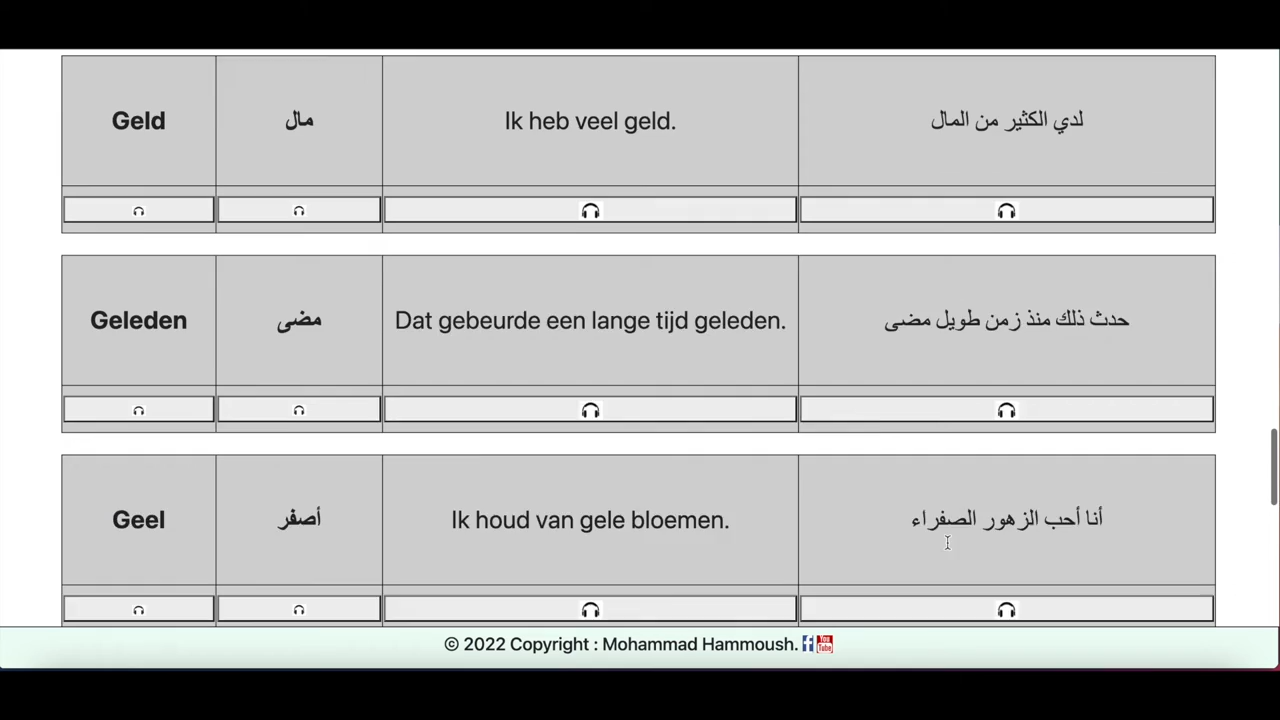 Geld
مال
Ik heb veel geld.
لدي الكثير من المال
Geleden
مضى
Dat gebeurde een lange tijd geleden.
حدث ذلك منذ زمن طويل مضى
Geel
أصفر
Ik houd van gele bloemen.
أنا أحب الزهور الصفراء
© 2022 Copyright : Mohammad Hammoush. f You Tube